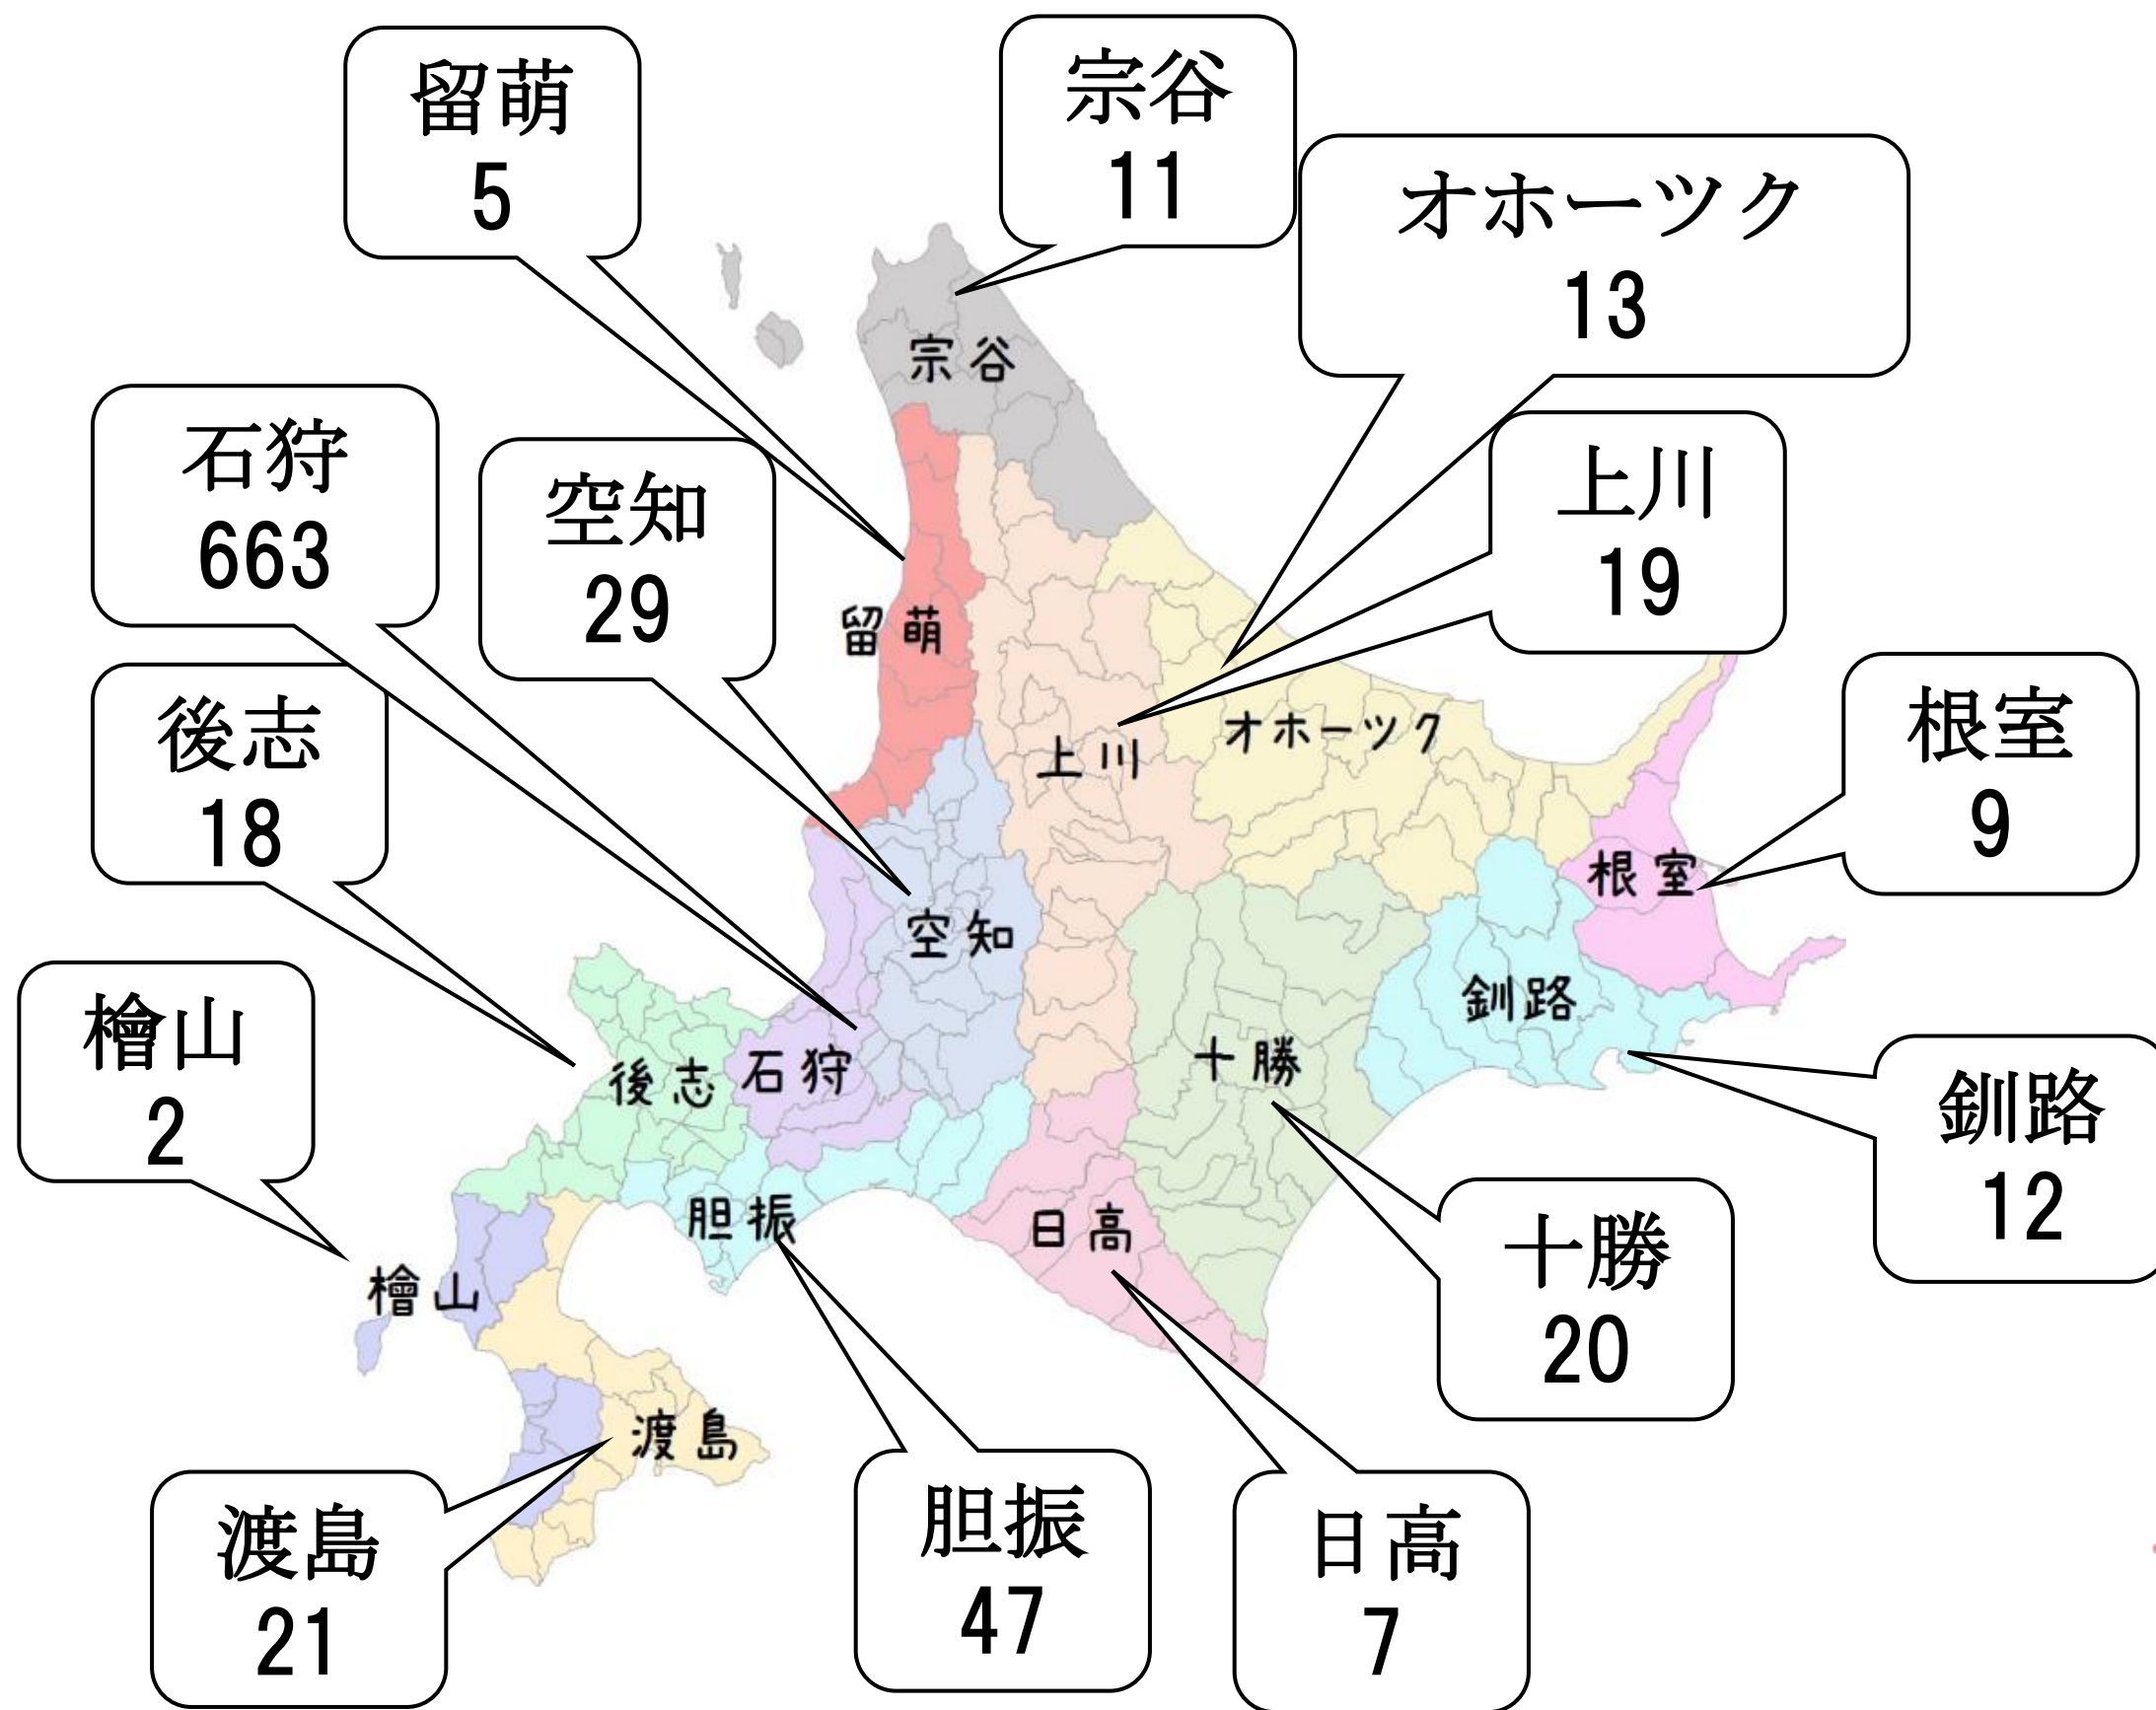 留萌
5
宗谷
11
オホーツク
13
石狩
663
空知
29
上川
19
後志
18
根室
9
檜山
2
釧路
12
十勝
20
渡島
21
胆振
47
日高
7
宗谷
留萌
上川
オホーツク
空知
根室
釧路
十勝
石狩
後志
胆振
日高
檜山
渡島